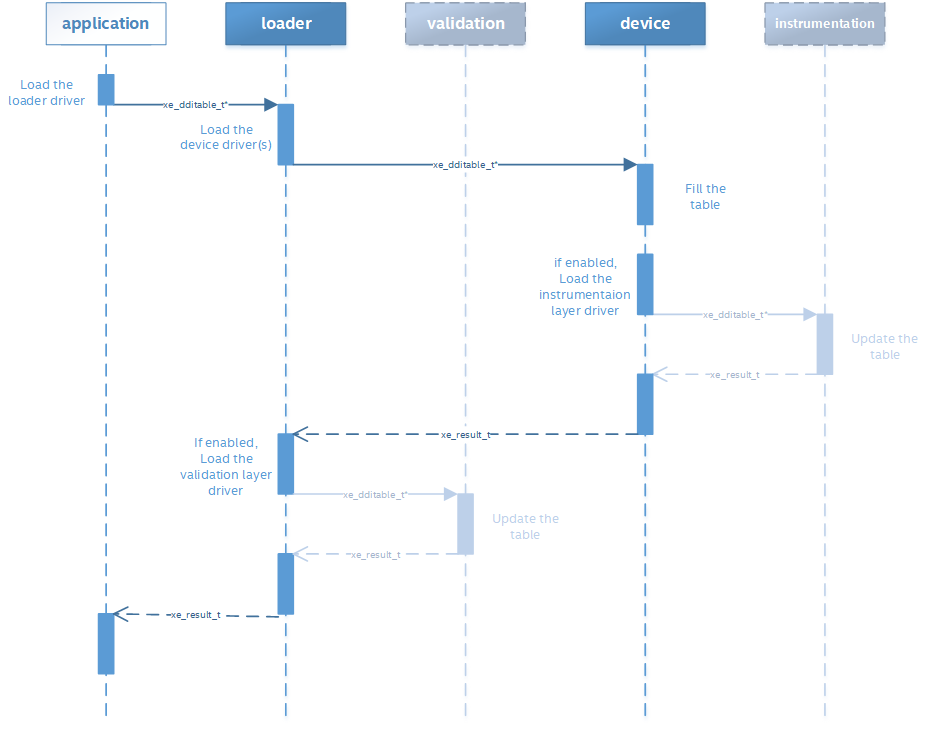 application
loader
validation
device
instrumentation
Load the
loader driver
xe_dditable_t*
Load the
device driver(s)
xe_dditable_t*
Fill the
table
if enabled,
Load the
instrumentaion
layer driver
xe_dditable_t*
Update the
table
xe_result_t
xe_result_t
If enabled,
Load the
validation layer
driver
xe_dditable_t*
Update the
table
xe_result_t
xe_result_t